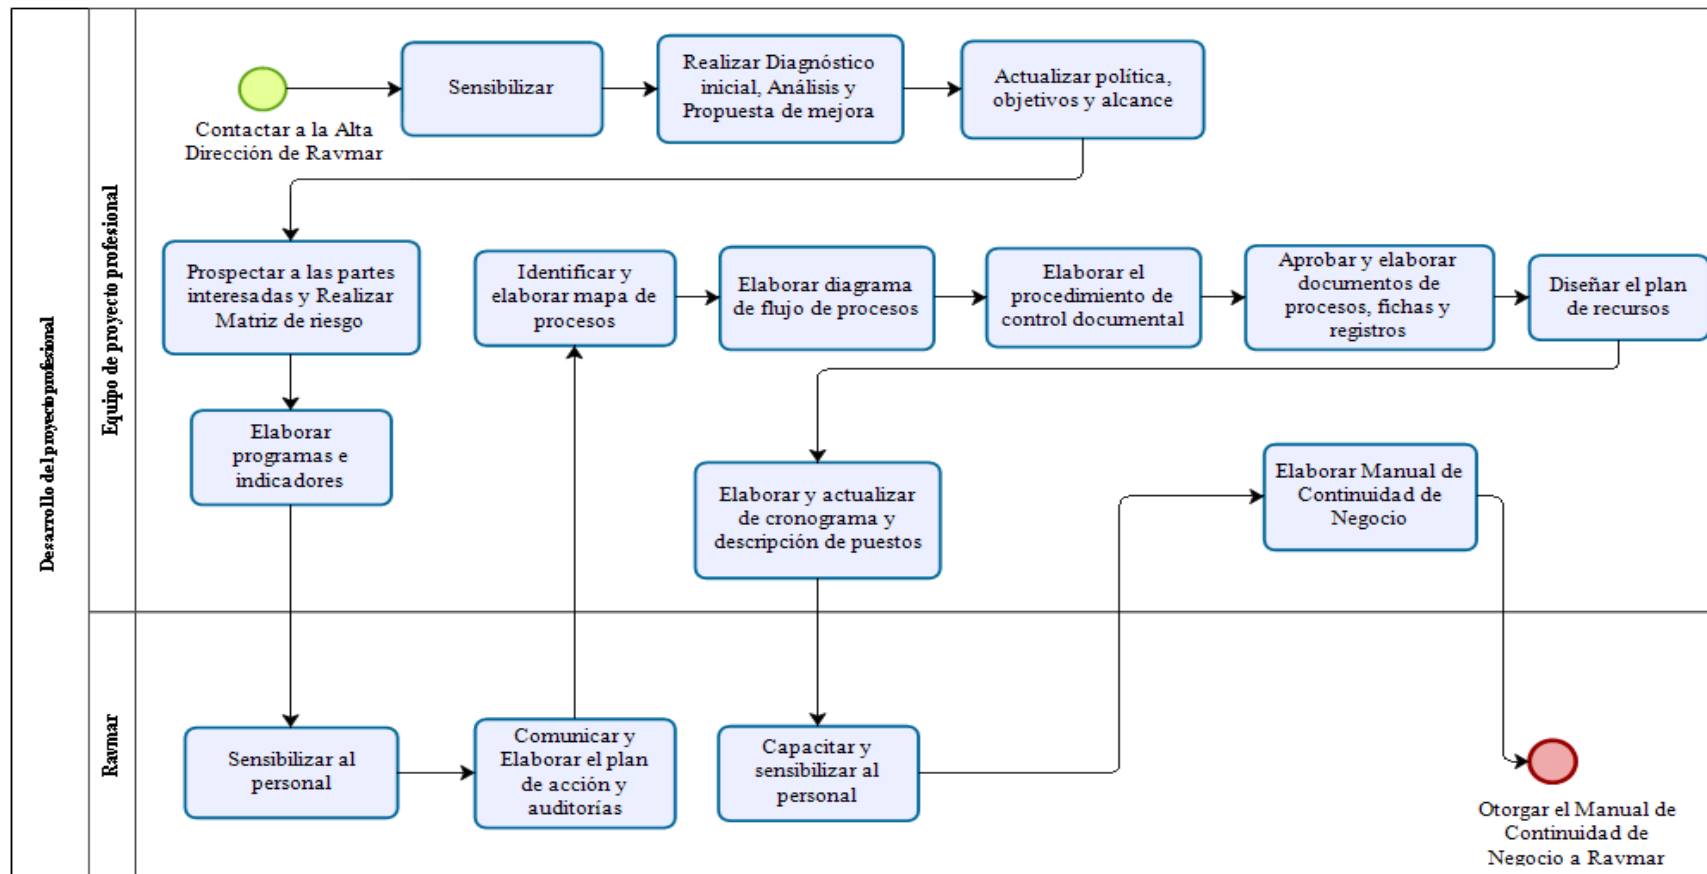 Desarrollo del proyecto profesional
Equipo de proyecto profesional
Contactar a la Alta
Dirección de Ravmar
Sensibilizar
Realizar Diagnóstico
inicial, Análisis y
Propuesta de mejora
Actualizar política,
objetivos y alcance
Prospectar a las partes
interesadas y Realizar
Matriz de riesgo
Elaborar
programas e
indicadores
Identificar y
elaborar mapa de
procesos
Elaborar diagrama
de flujo de procesos
Elaborar el
procedimiento de
control documental
Aprobar y elaborar
documentos de
procesos, fichas y
registros
Diseñar el plan
de recursos
Elaborar y actualizar
de cronograma y
descripción de puestos
Elaborar Manual de
Continuidad de
Negocio
Ravmar
Sensibilizar al
personal
Comunicar y
Elaborar el plan
de acción y
auditorías
Capacitar y
sensibilizar al
personal
Otorgar el Manual de
Continuidad de
Negocio a Ravmar